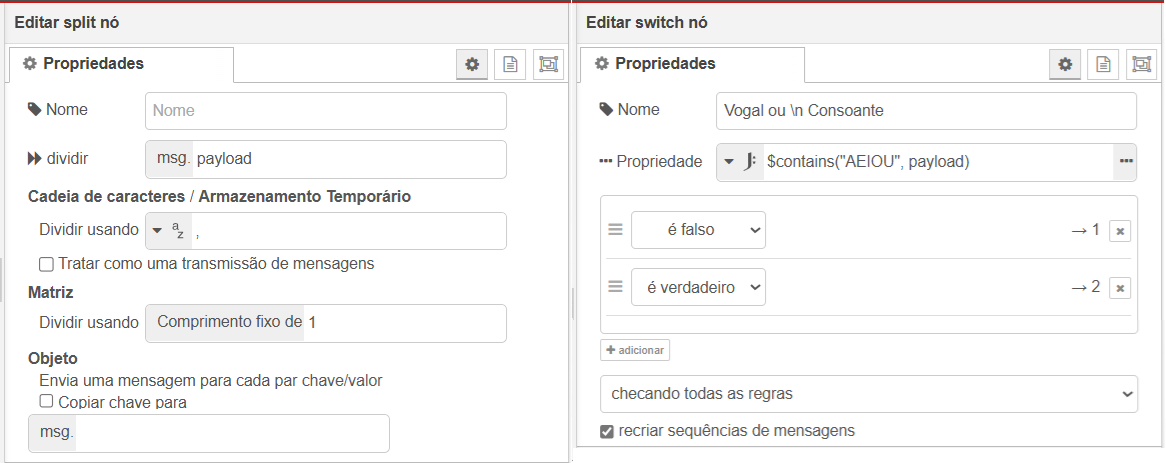 Editar split nó
Propriedades
Nome
Nome
dividir
msg. payload
Cadeia de caracteres / Armazenamento Temporário
Dividir usando
a z ,
Tratar como uma transmissão de mensagens
Matriz
Dividir usando
Comprimento fixo de 1
Objeto
Envia uma mensagem para cada par chave/valor
Copiar chave para
msg.
Editar switch nó
Propriedades
Nome
Vogal ou \n Consoante
Propriedade
J: $contains("AEIOU", payload)
é falso
→ 1
é verdadeiro
→ 2
adicionar
checando todas as regras
recriar sequências de mensagens